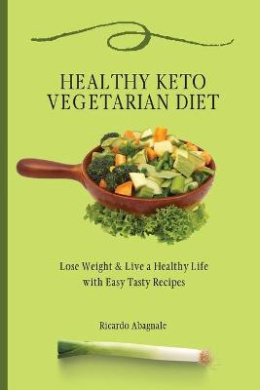 HEALTHY KETO
VEGETARIAN DIET
Lose Weight & Live a Healthy Life
with Easy Tasty Recipes
Ricardo Abagnale